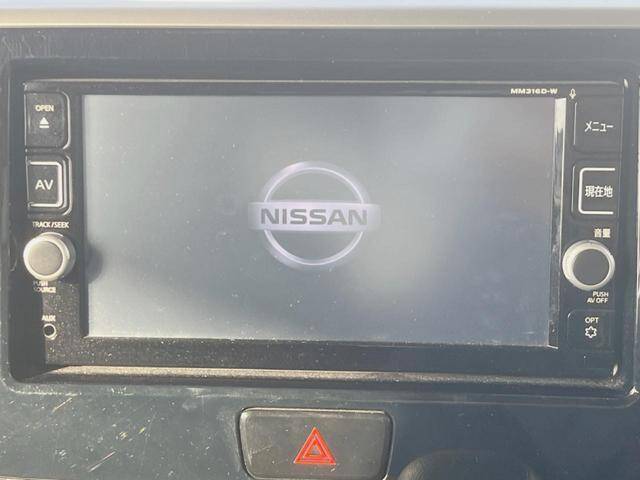 MM316D-W
OPEN
メニュー
AV
現在地
NISSAN
TRACK/SEEK
音量
PUSH
SOURCE
PUSH
AV OFF
AUX
OPT